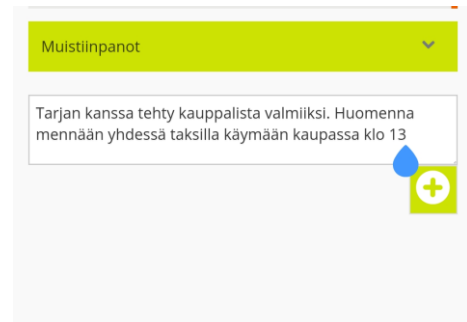 Muistiinpanot
Tarjan kanssa tehty kauppalista valmiiksi. Huomenna
mennään yhdessä taksilla käymään kaupassa klo 13